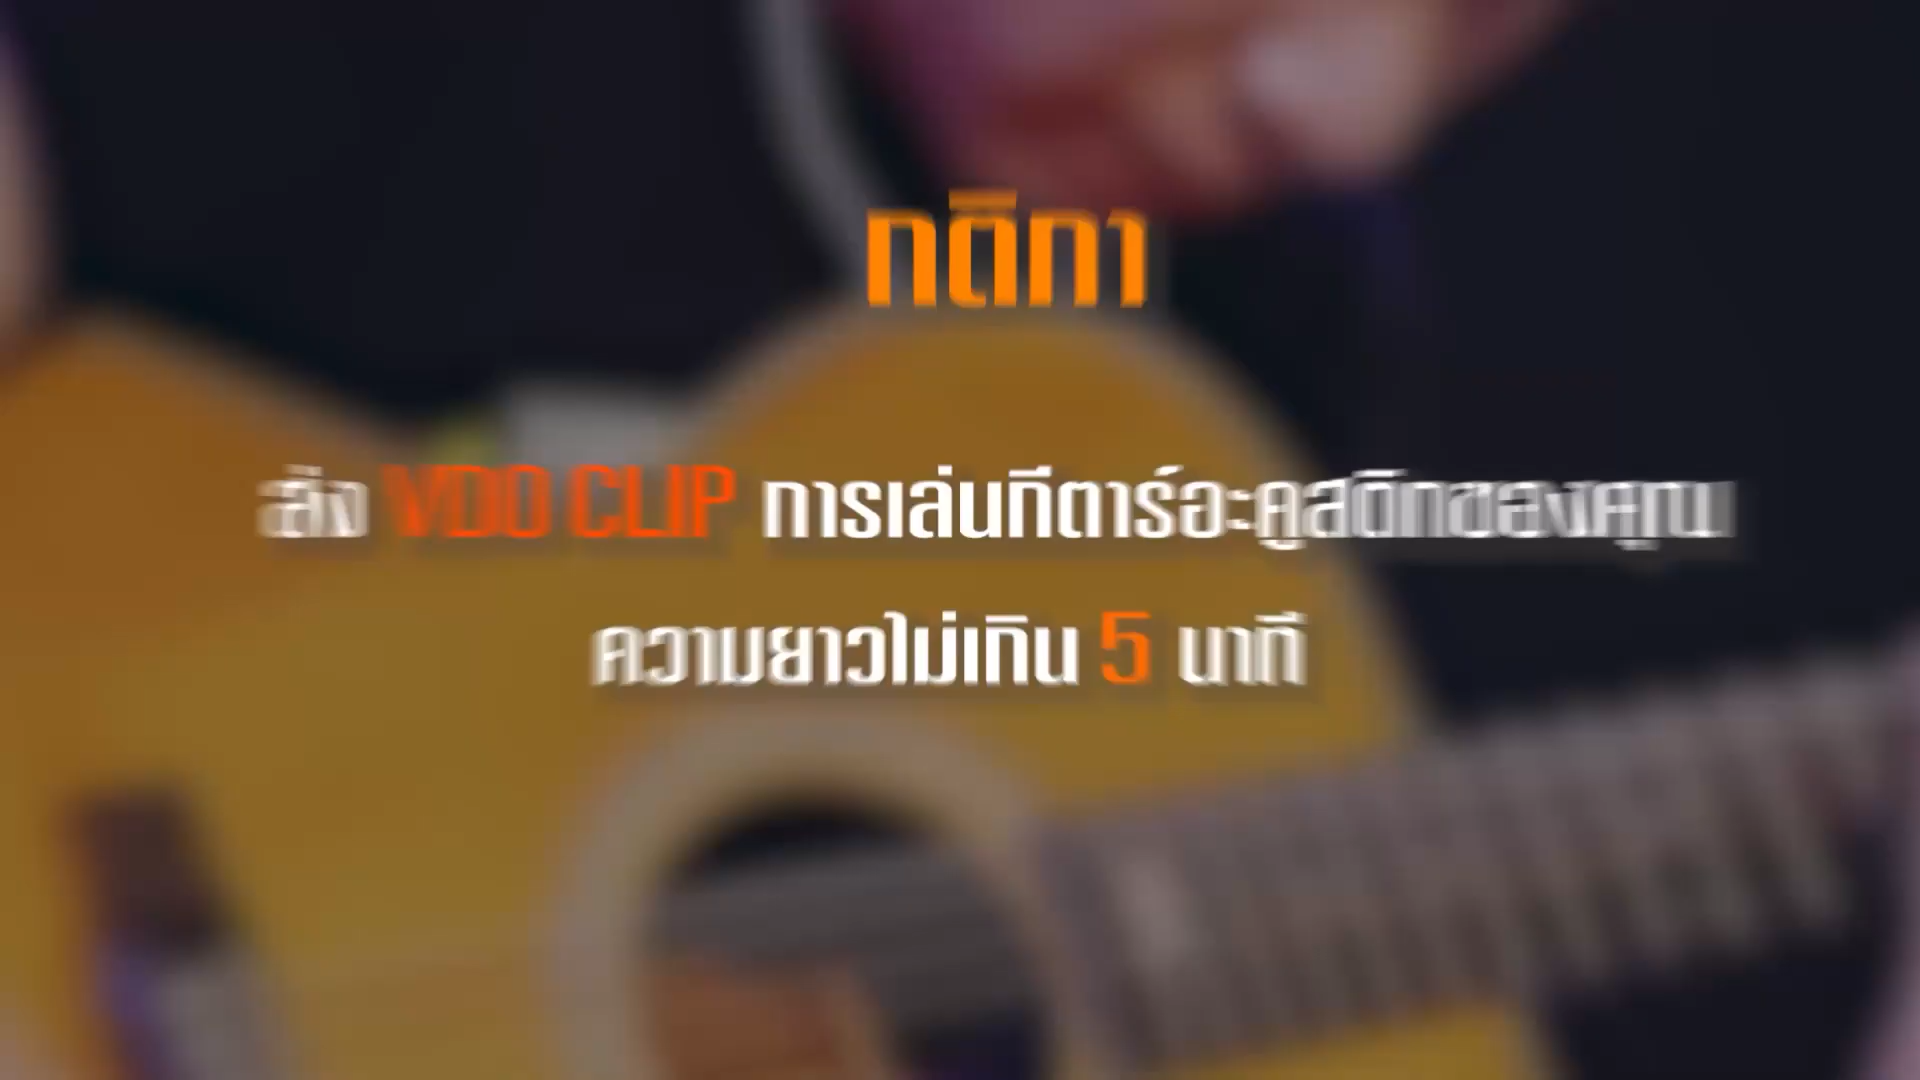 กติกา
ส่ง VDO CLIP การเล่นกีตาร์อะคูสติกของคุณ
ความยาวไม่เกิน 5 นาที